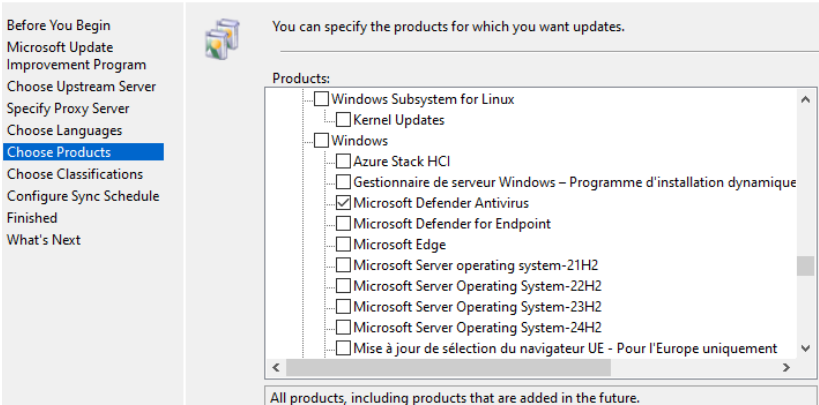 Before You Begin
Microsoft Update
Improvement Program
Choose Upstream Server
Specify Proxy Server
Choose Languages
Choose Products
Choose Classifications
Configure Sync Schedule
Finished
What's Next
You can specify the products for which you want updates.
Products:
Windows Subsystem for Linux
Kernel Updates
Windows
Azure Stack HCI
Gestionnaire de serveur Windows – Programme d'installation dynamique
Microsoft Defender Antivirus
Microsoft Defender for Endpoint
Microsoft Edge
Microsoft Server operating system-21H2
Microsoft Server Operating System-22H2
Microsoft Server Operating System-23H2
Microsoft Server Operating System-24H2
Mise à jour de sélection du navigateur UE - Pour l'Europe uniquement
All products, including products that are added in the future.